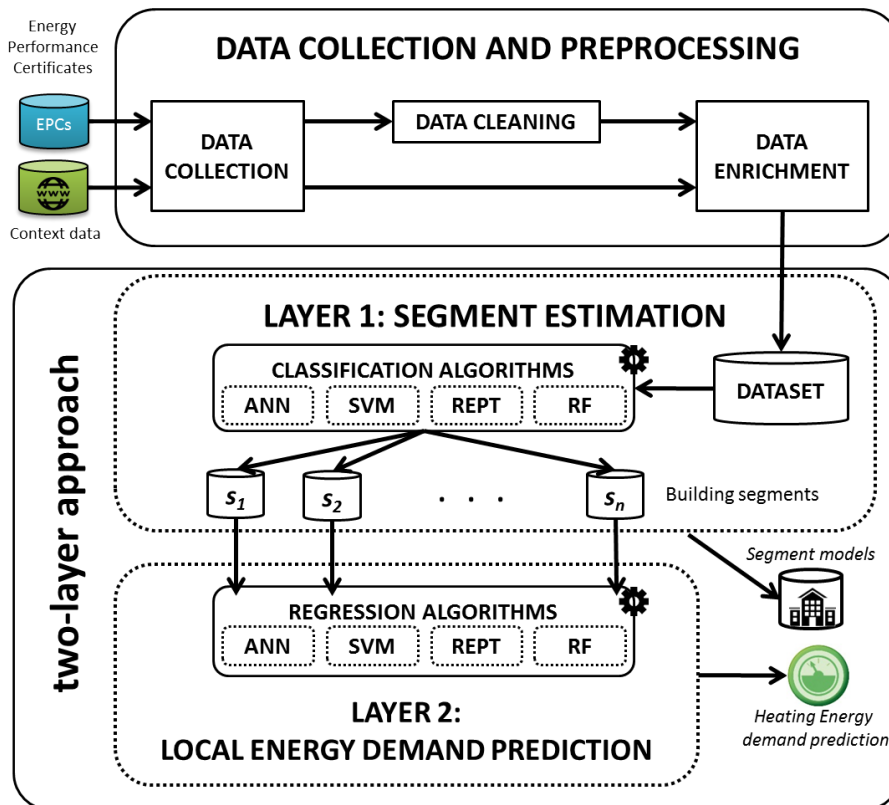 Energy
Performance
Certificates
DATA COLLECTION AND PREPROCESSING
EPCs
www
Context data
DATA
COLLECTION
DATA CLEANING
DATA
ENRICHMENT
two-layer approach
LAYER 1: SEGMENT ESTIMATION
CLASSIFICATION ALGORITHMS
ANN SVM REPT RF
DATASET
s1 s2 . . . sn
Building segments
Segment models
REGRESSION ALGORITHMS
ANN SVM REPT RF
LAYER 2:
LOCAL ENERGY DEMAND PREDICTION
Heating Energy
demand prediction